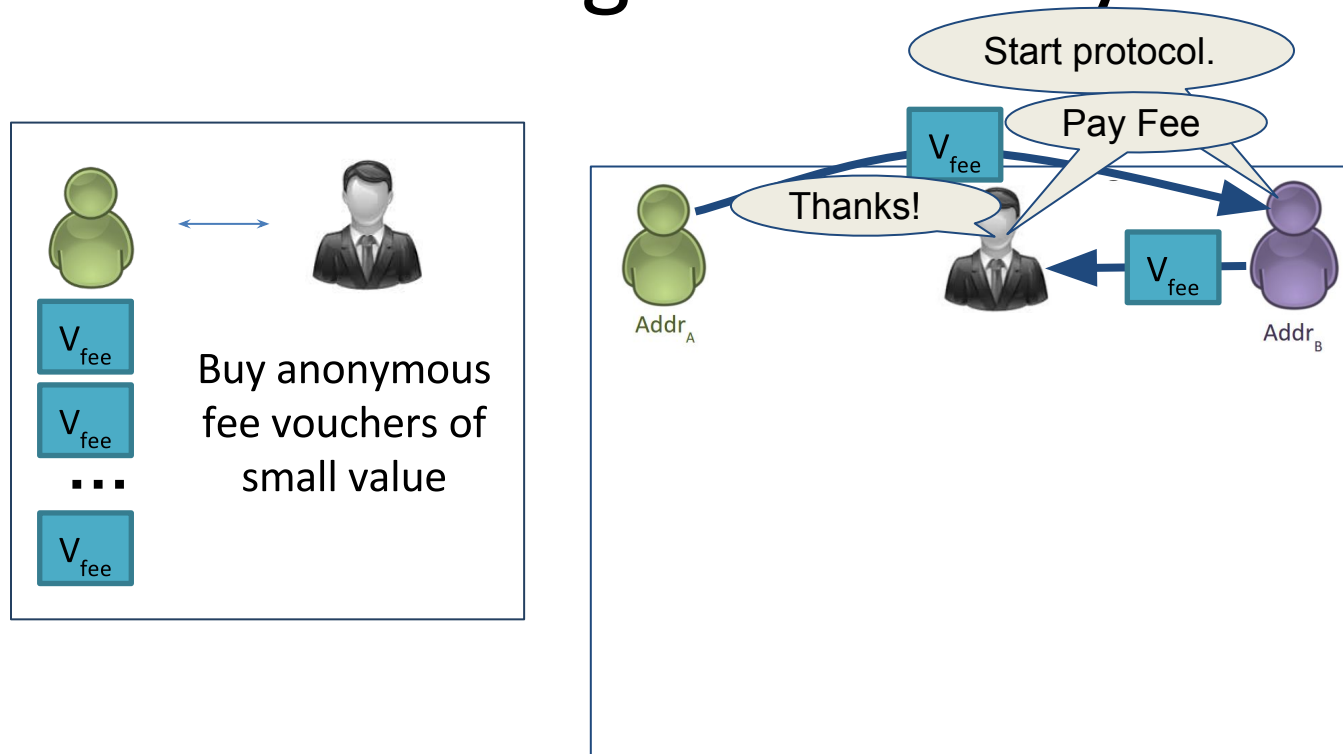 Start protocol.
Pay Fee
V fee
Thanks!
V fee
Addr A
Addr B
V fee
V fee
...
V fee
Buy anonymous
fee vouchers of
small value